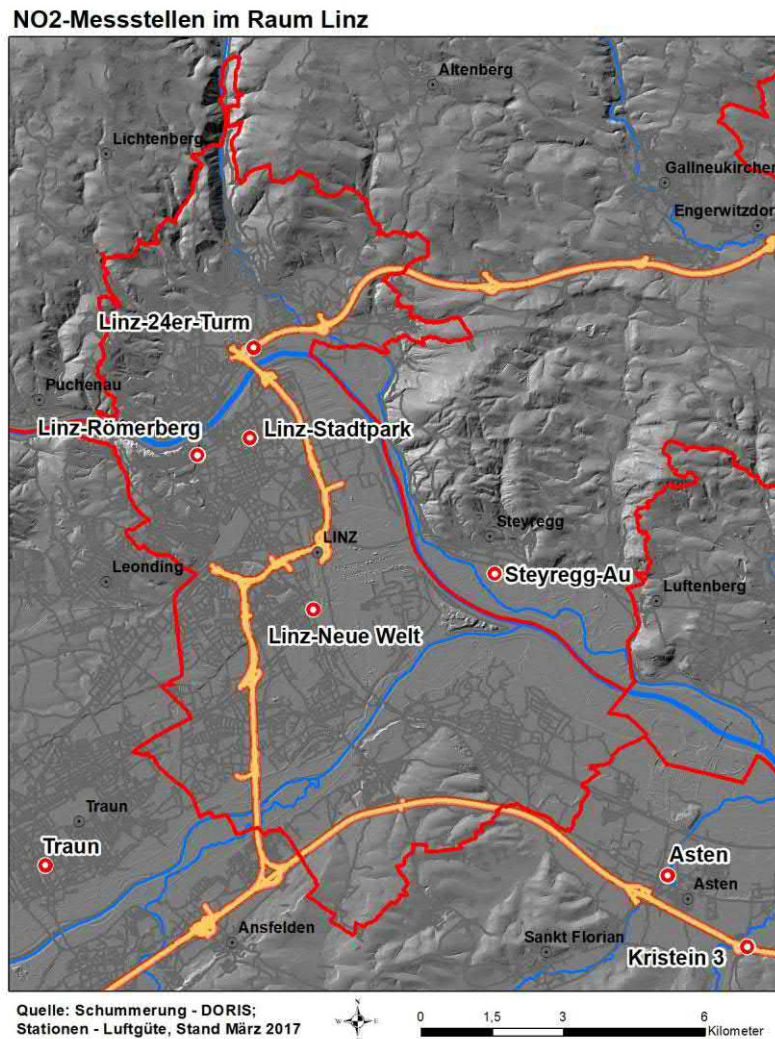 NO2-Messstellen im Raum Linz
Altenberg
Lichtenberg
Gallneukirchen
Engerwitzdorf
Linz-24er-Turm
Puchenau
Linz-Römerberg
Linz-Stadtpark
Steyregg
LINZ
Leonding
Steyregg-Au
Luftenberg
Linz-Neue Welt
Traun
Traun
Asten
Asten
Ansfelden
Sankt Florian
Kristein 3
Quelle: Schummerung - DORIS;
Stationen - Luftgüte, Stand März 2017
N
W E
S
0 1,5 3 6
Kilometer